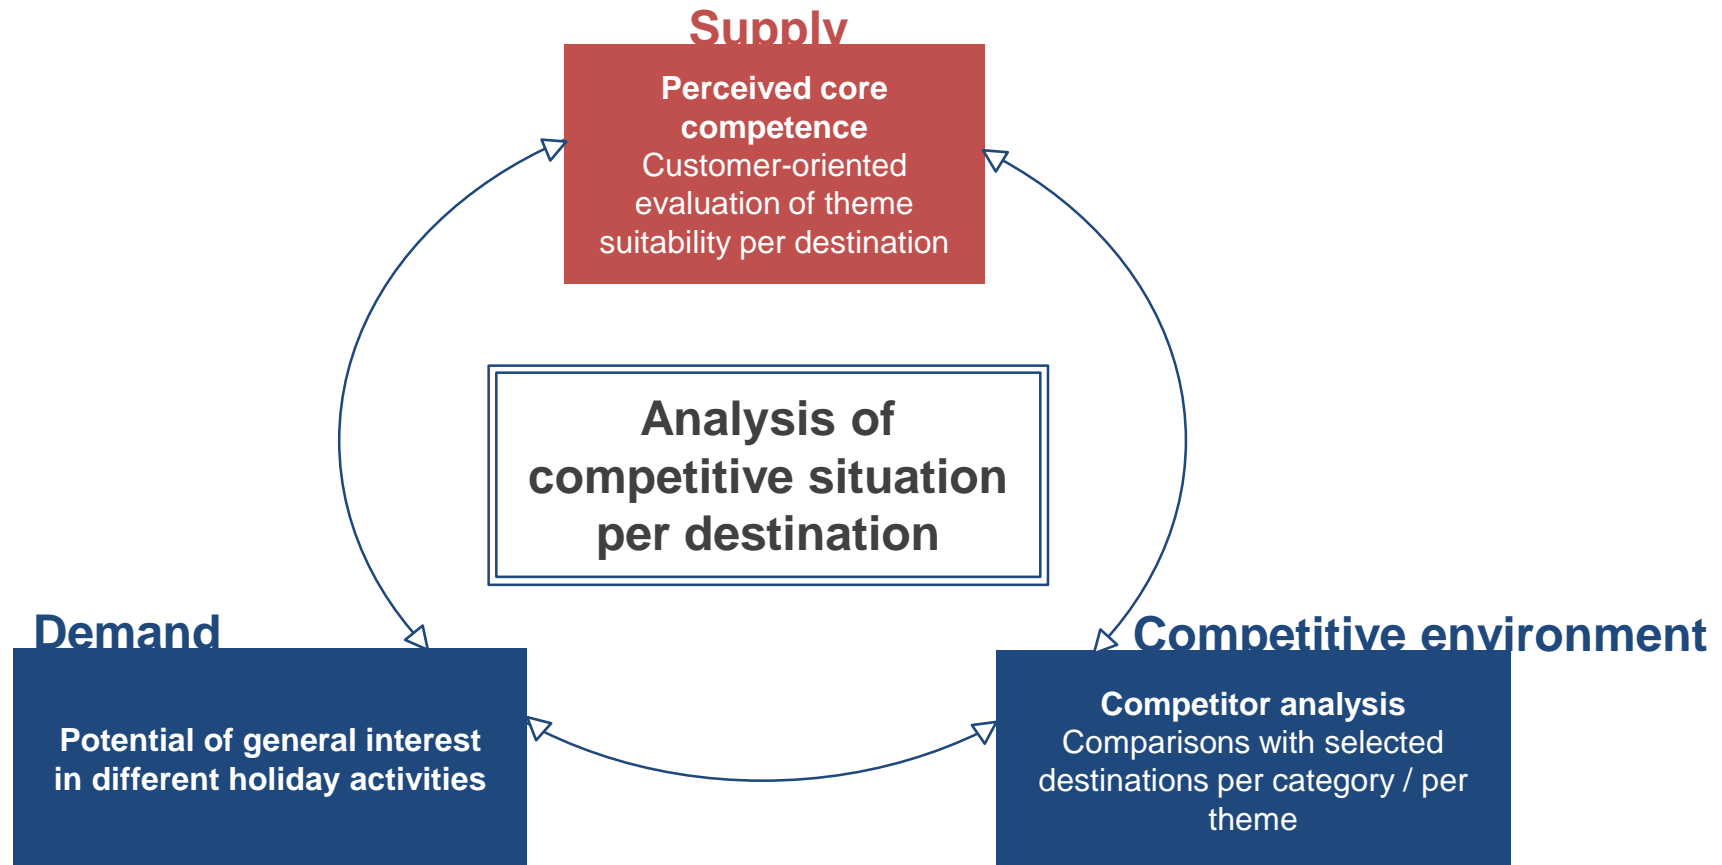 Supply
Perceived core
competence
Customer-oriented
evaluation of theme
suitability per destination
Analysis of
competitive situation
per destination
Demand
Potential of general interest
in different holiday activities
Competitive environment
Competitor analysis
Comparisons with selected
destinations per category / per
theme